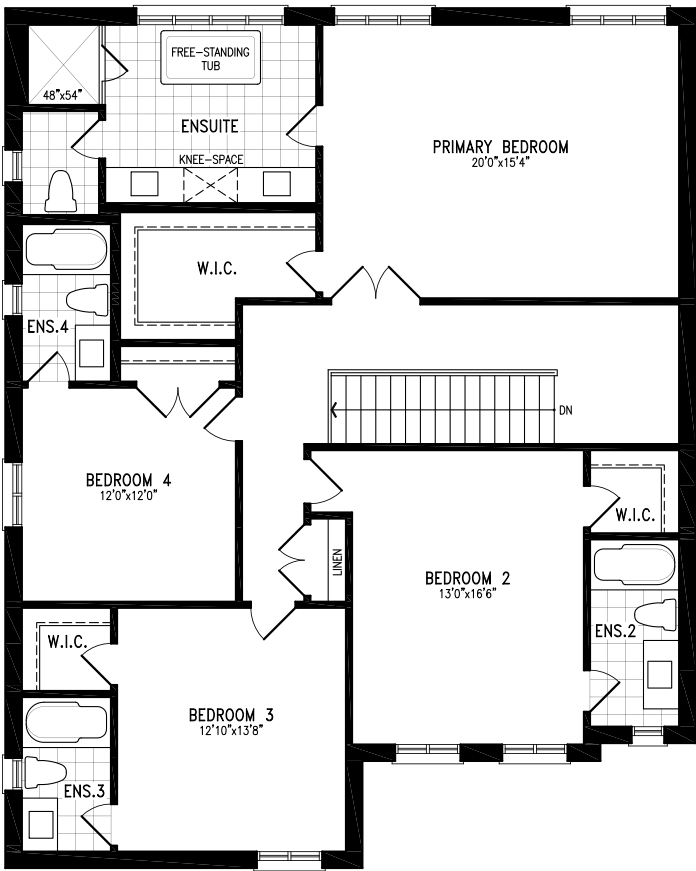 FREE-STANDING
TUB
48"x54"
ENSUITE
KNEE-SPACE
PRIMARY BEDROOM
20'0"x15'4"
W.I.C.
ENS.4
DN
BEDROOM 4
12'0"x12'0"
W.I.C.
LINEN
BEDROOM 2
13'0"x16'6"
ENS.2
W.I.C.
BEDROOM 3
12'10"x13'8"
ENS.3